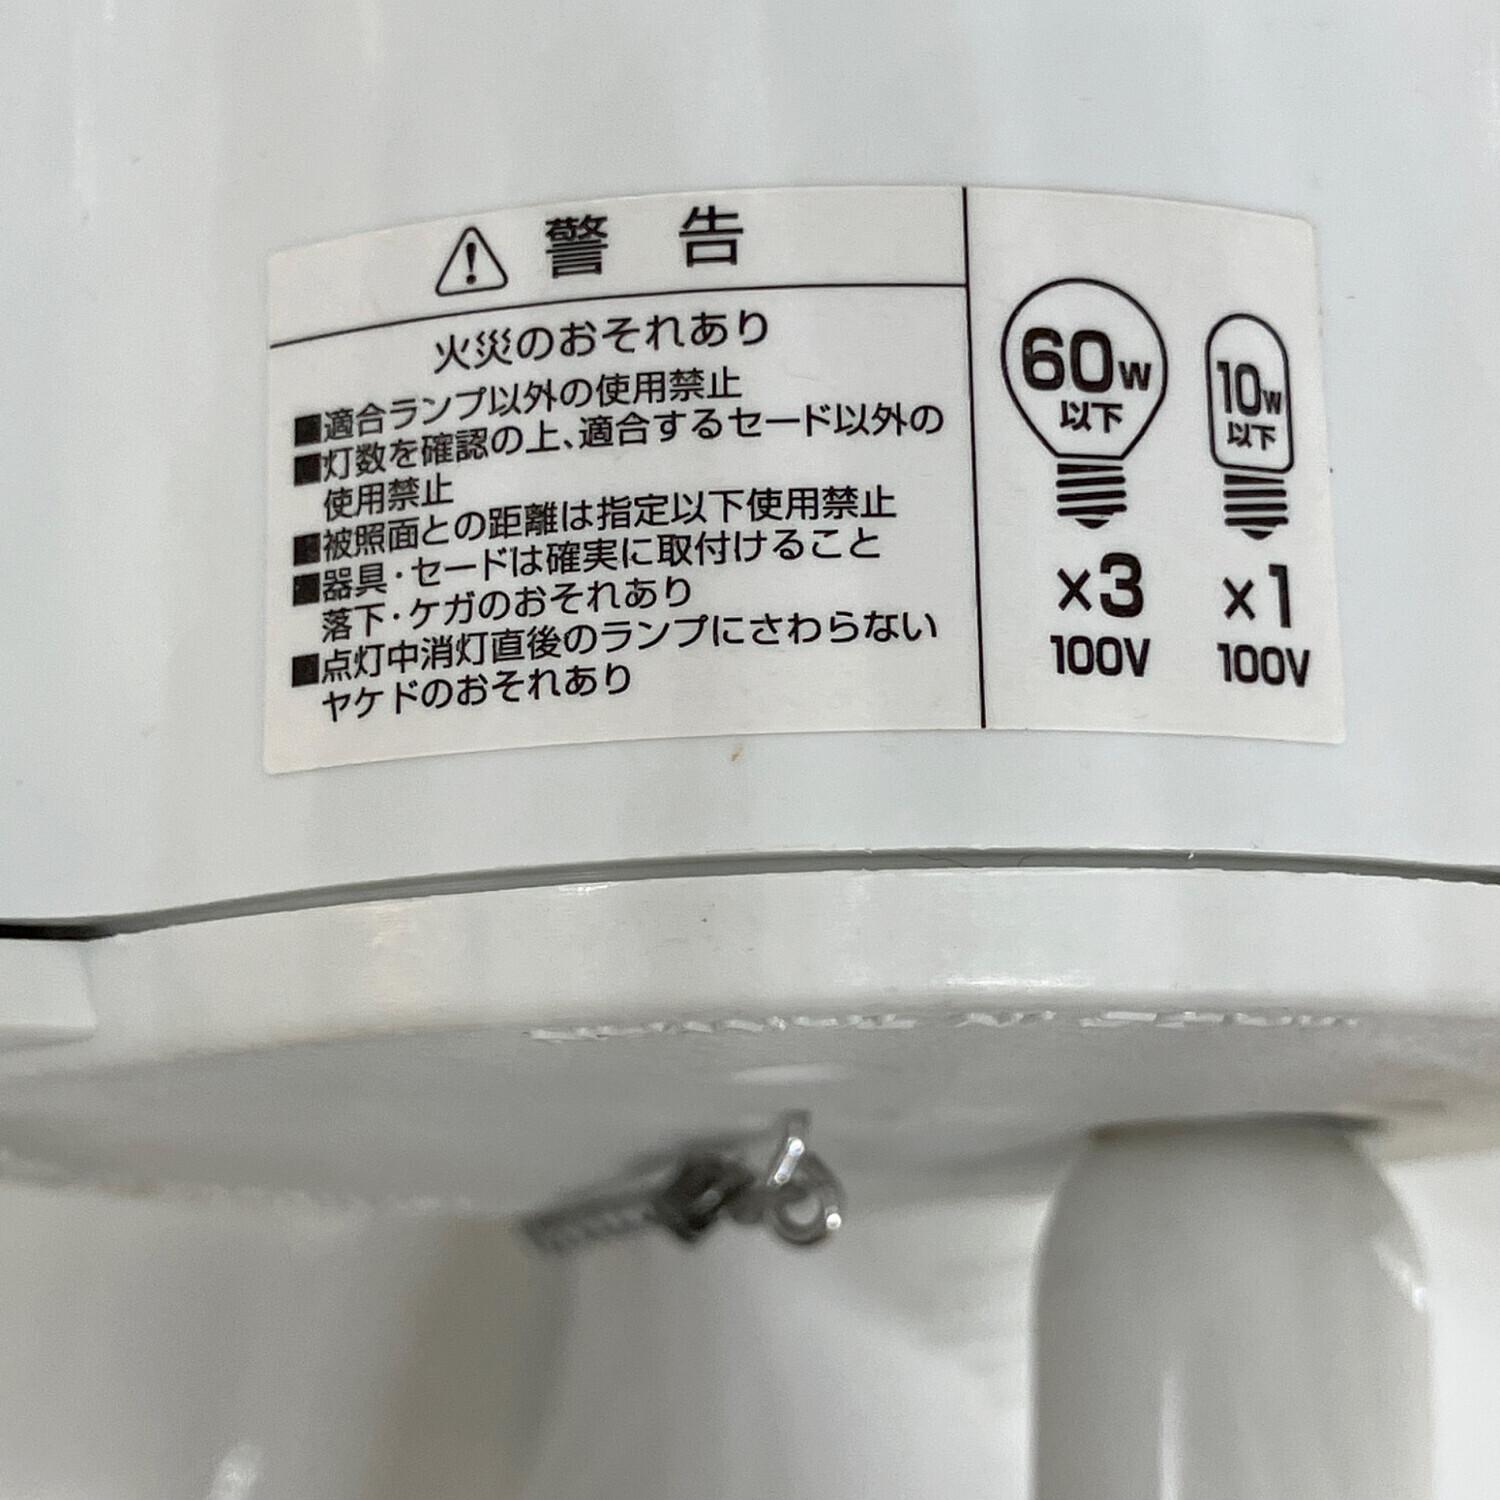 警告
火災のおそれあり
■適合ランプ以外の使用禁止
■灯数を確認の上、適合するセード以外の
使用禁止
■被照面との距離は指定以下使用禁止
■器具・セードは確実に取付けること
落下・ケガのおそれあり
■点灯中消灯直後のランプにさわらない
ヤケドのおそれあり
60W
以下
×3
100V
10W
以下
×1
100V